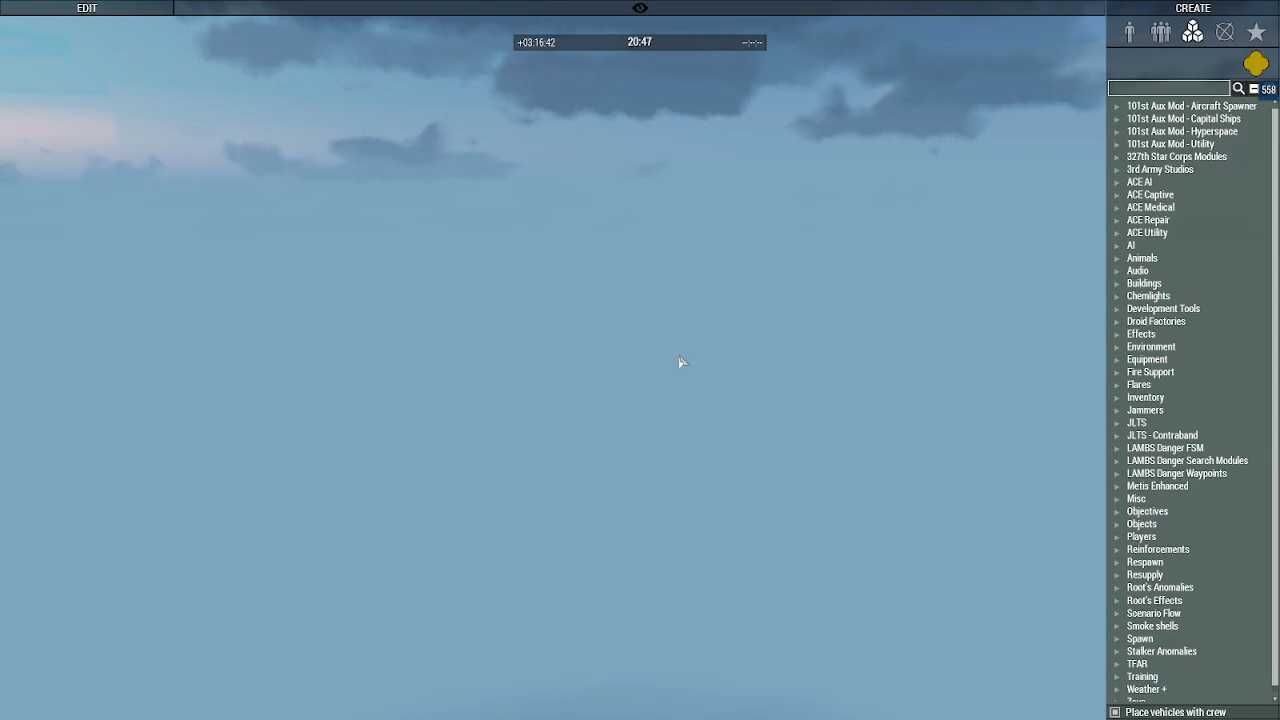 EDIT
CREATE
+03:16:42
20:47
--:--:--
558
101st Aux Mod - Aircraft Spawner
101st Aux Mod - Capital Ships
101st Aux Mod - Hyperspace
101st Aux Mod - Utility
327th Star Corps Modules
3rd Army Studios
ACE AI
ACE Captive
ACE Medical
ACE Repair
ACE Utility
AI
Animals
Audio
Buildings
Chemlights
Development Tools
Droid Factories
Effects
Environment
Equipment
Fire Support
Flares
Inventory
Jammers
JLTS
JLTS - Contraband
LAMBS Danger FSM
LAMBS Danger Search Modules
LAMBS Danger Waypoints
Metis Enhanced
Misc
Objectives
Objects
Players
Reinforcements
Respawn
Resupply
Root's Anomalies
Root's Effects
Scenario Flow
Smoke shells
Spawn
Stalker Anomalies
TFAR
Training
Weather +
Place vehicles with crew